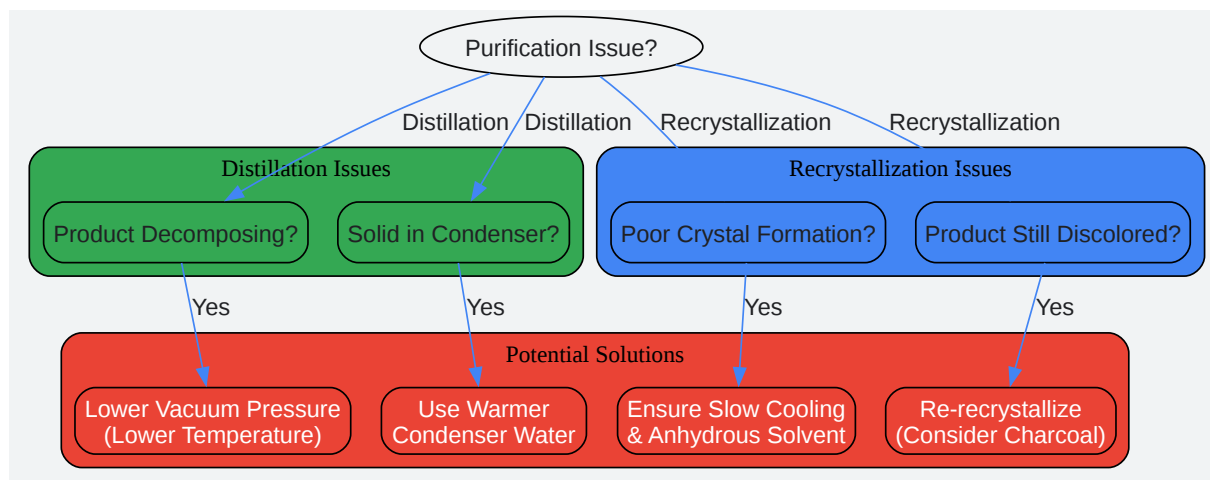 Purification Issue?
Distillation
Distillation
Recrystallization
Recrystallization
Distillation Issues
Recrystallization Issues
Product Decomposing?
Solid in Condenser?
Poor Crystal Formation?
Product Still Discolored?
Yes
Yes
Yes
Yes
Potential Solutions
Lower Vacuum Pressure
(Lower Temperature)
Use Warmer
Condenser Water
Ensure Slow Cooling
& Anhydrous Solvent
Re-recrystallize
(Consider Charcoal)